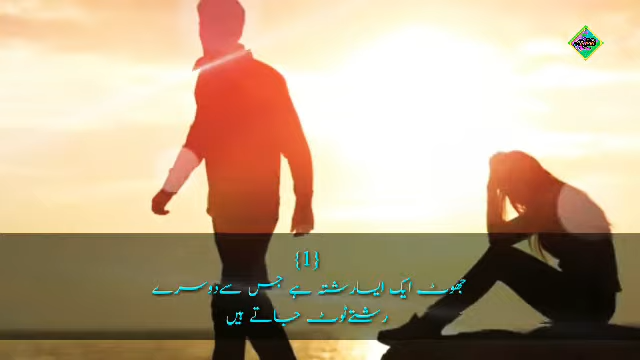 {1}
جھوٹ ایک ایسا رشتہ ہے جس سے دوسرے
رشتے ٹوٹ جاتے ہیں